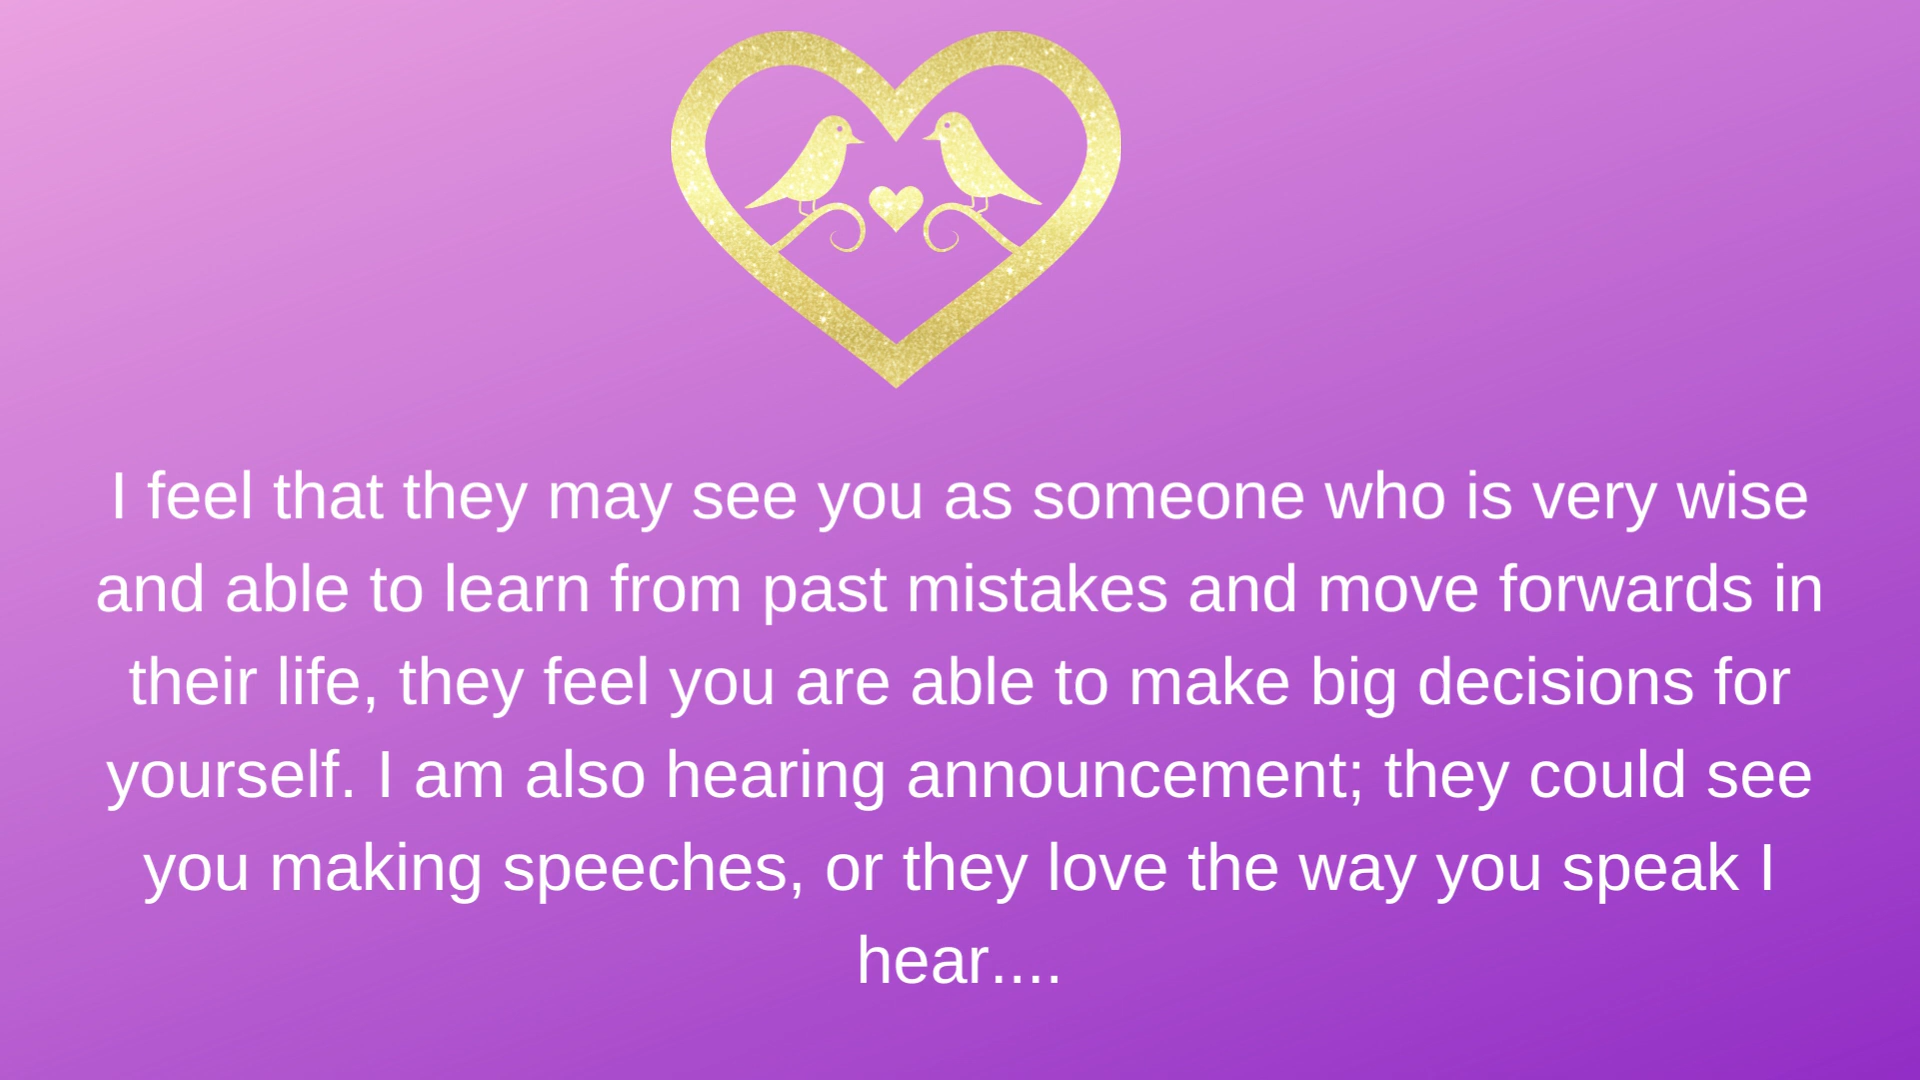 I feel that they may see you as someone who is very wise
and able to learn from past mistakes and move forwards in
their life, they feel you are able to make big decisions for
yourself. I am also hearing announcement; they could see
you making speeches, or they love the way you speak I
hear....